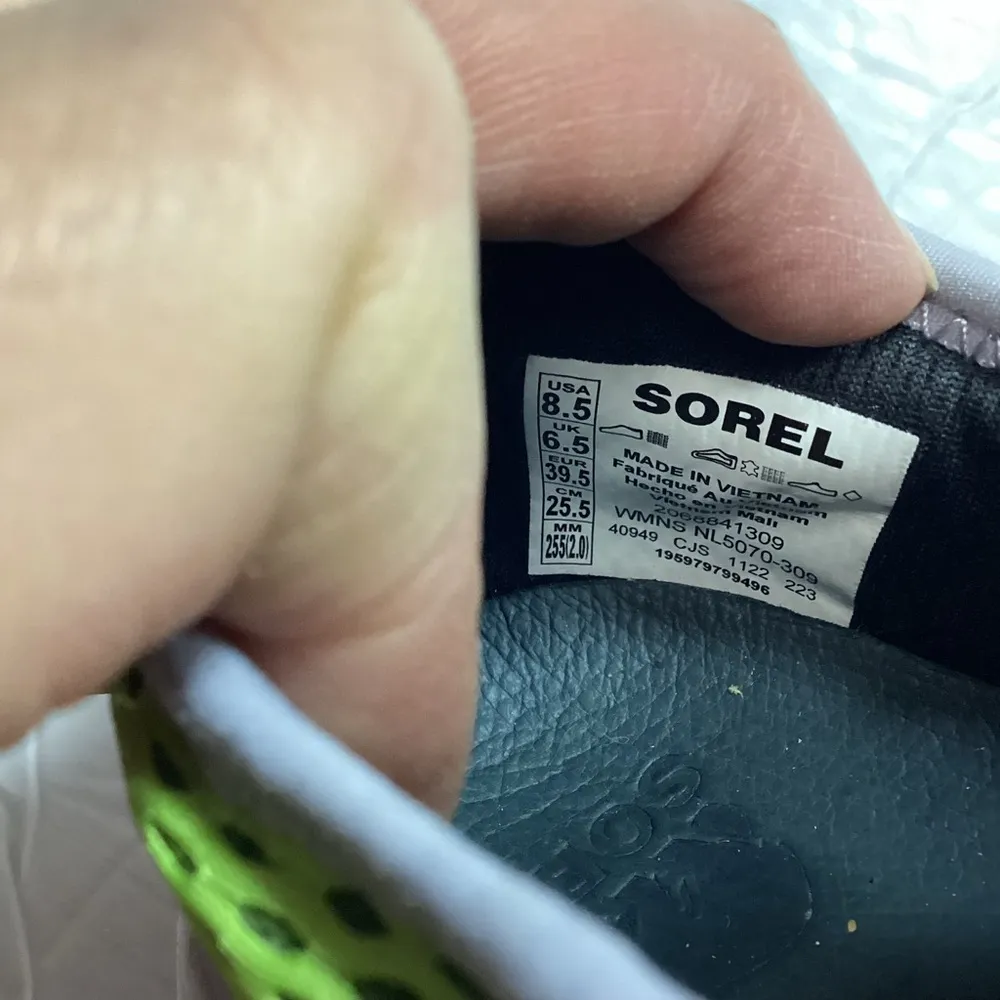 USA
8.5
UK
6.5
EUR
39.5
CM
25.5
MM
255(2.0)
SOREL
MADE IN VIETNAM
Fabriqué Au
Hecho en Vietnam
Vietnam Malı
2068841309
WMNS NL5070-309
40949 CJS 1122 223
195979799496